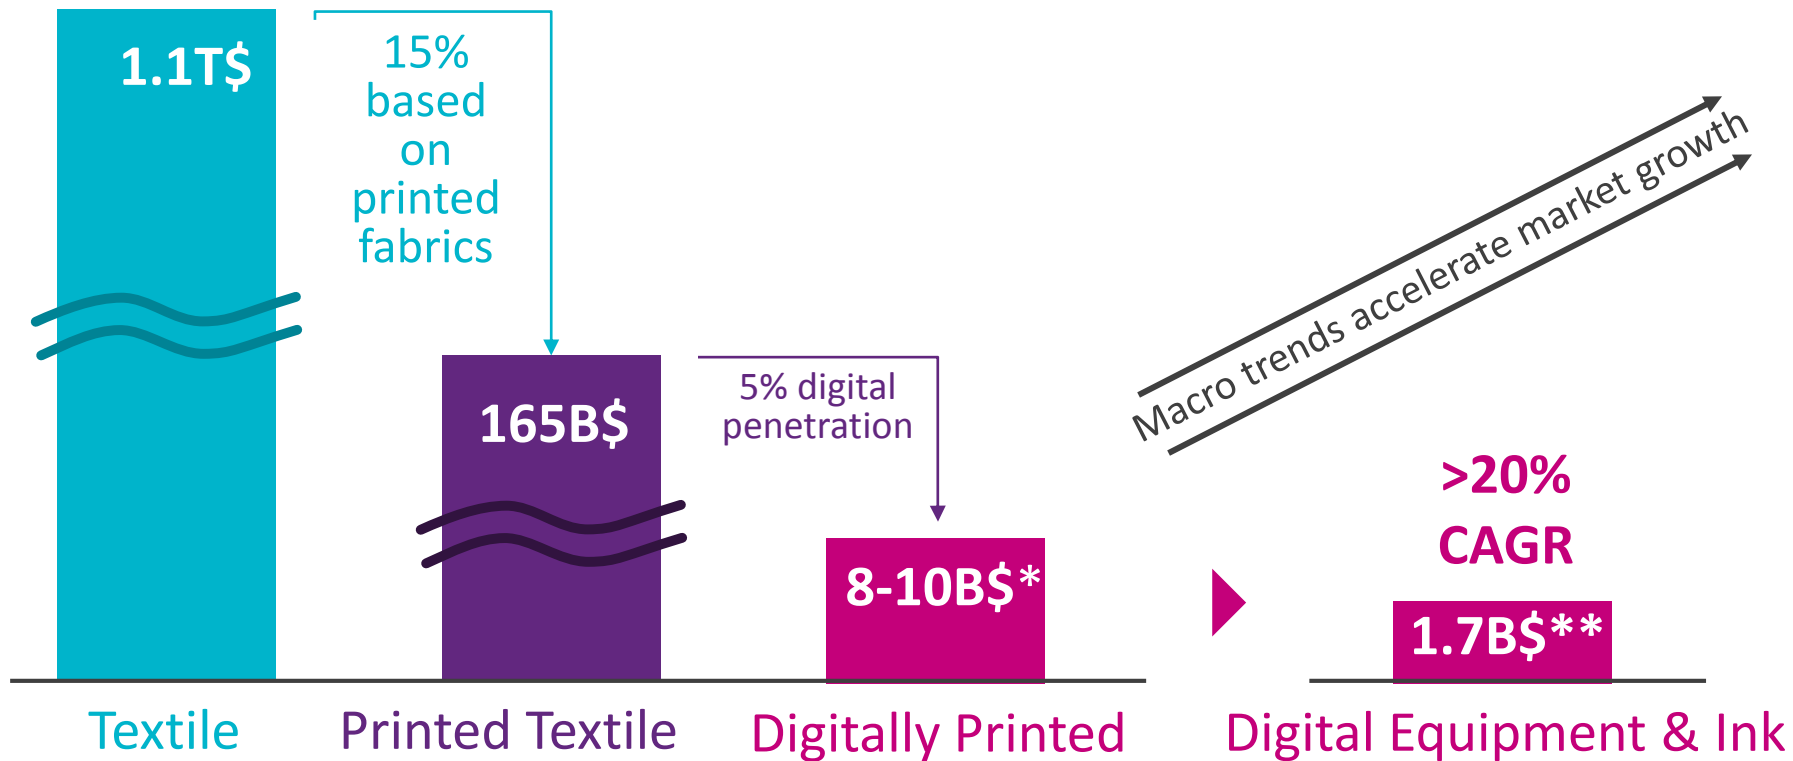 1.1T$
15%
based
on
printed
fabrics
165B$
5% digital
penetration
8-10B$*
Macro trends accelerate market growth
>20%
CAGR
1.7B$**
Textile
Printed Textile
Digitally Printed
Digital Equipment & Ink